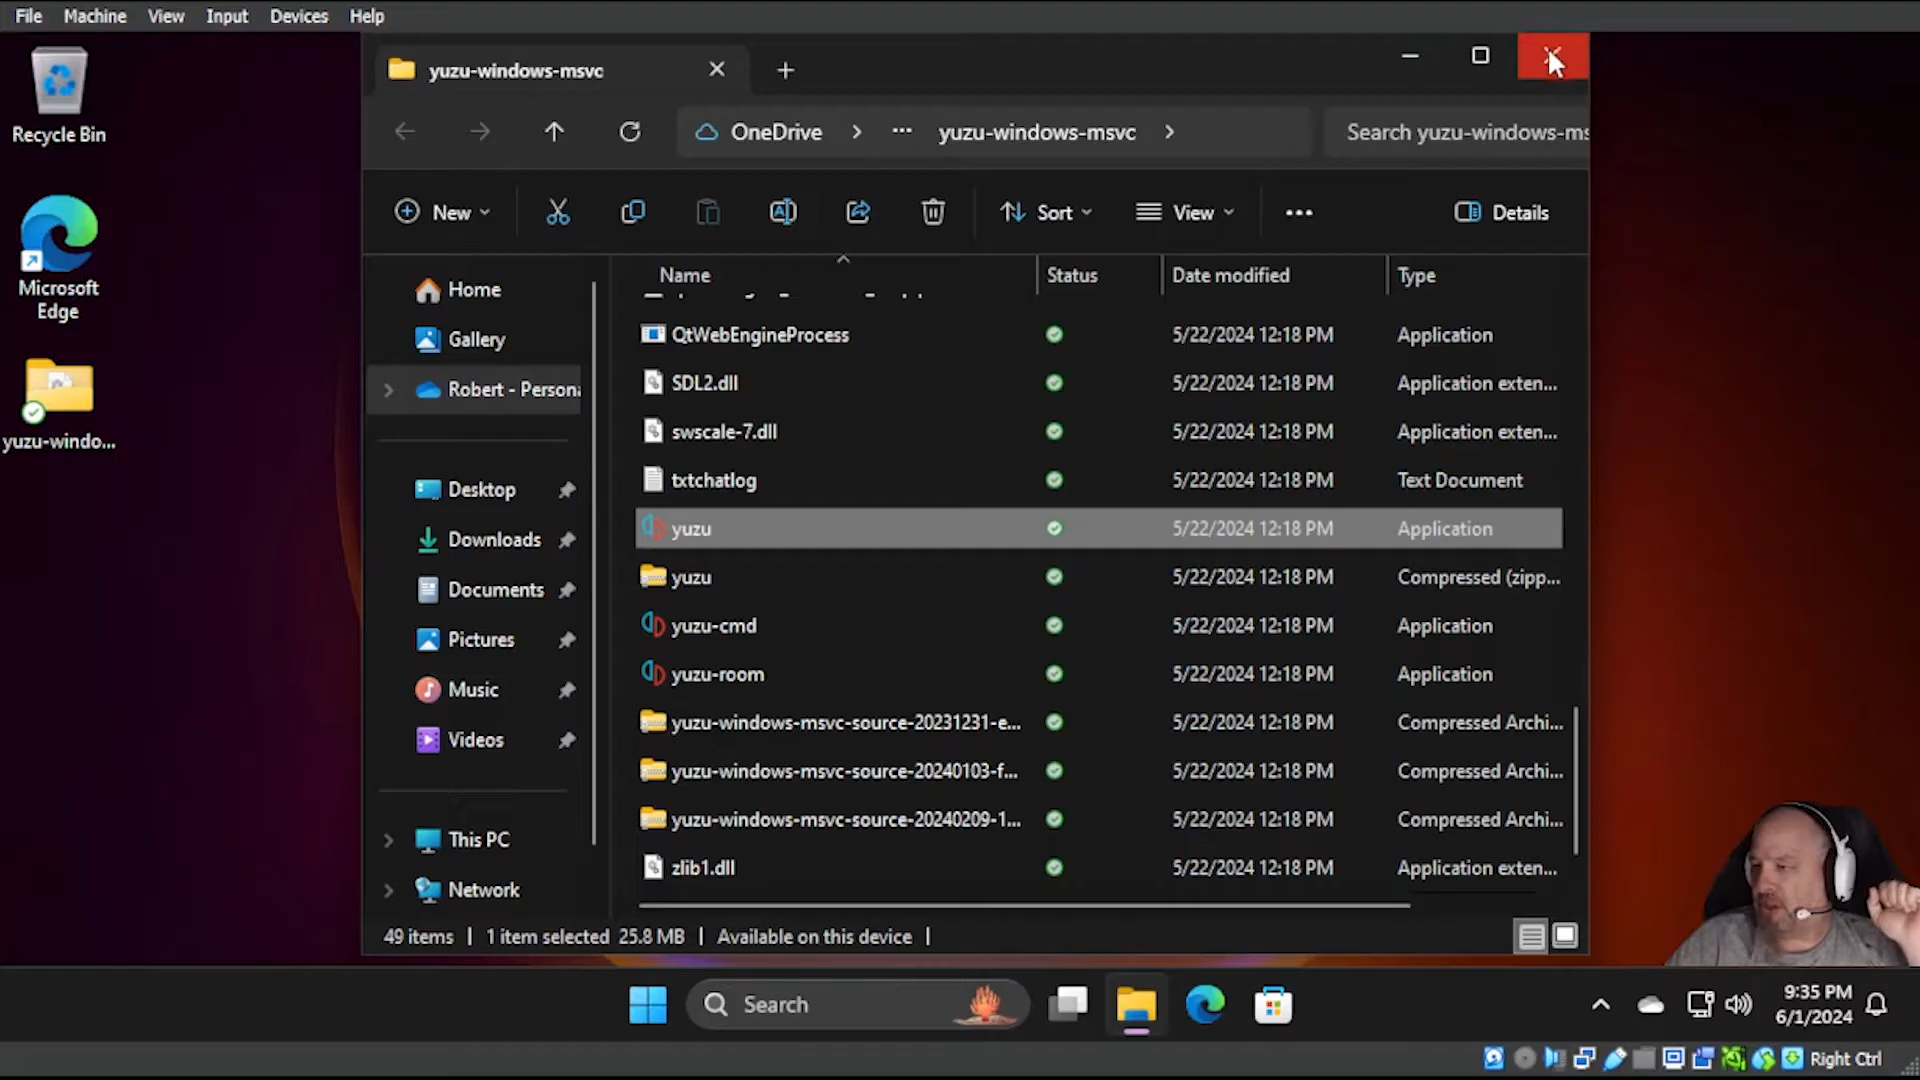 File Machine View Input Devices Help
Recycle Bin
Microsoft
Edge
yuzu-windo...
yuzu-windows-msvc
OneDrive > ... yuzu-windows-msvc >
Search yuzu-windows-ms
New
Sort
View
Details
Name Status Date modified Type
QtWebEngineProcess 5/22/2024 12:18 PM Application
SDL2.dll 5/22/2024 12:18 PM Application exten...
swscale-7.dll 5/22/2024 12:18 PM Application exten...
txtchatlog 5/22/2024 12:18 PM Text Document
yuzu 5/22/2024 12:18 PM Application
yuzu 5/22/2024 12:18 PM Compressed (zipp...
yuzu-cmd 5/22/2024 12:18 PM Application
yuzu-room 5/22/2024 12:18 PM Application
yuzu-windows-msvc-source-20231231-e... 5/22/2024 12:18 PM Compressed Archi...
yuzu-windows-msvc-source-20240103-f... 5/22/2024 12:18 PM Compressed Archi...
yuzu-windows-msvc-source-20240209-1... 5/22/2024 12:18 PM Compressed Archi...
zlib1.dll 5/22/2024 12:18 PM Application exten...
Home
Gallery
Robert - Persona
Desktop
Downloads
Documents
Pictures
Music
Videos
This PC
Network
49 items | 1 item selected 25.8 MB | Available on this device |
Search
9:35 PM
6/1/2024
Right Ctrl